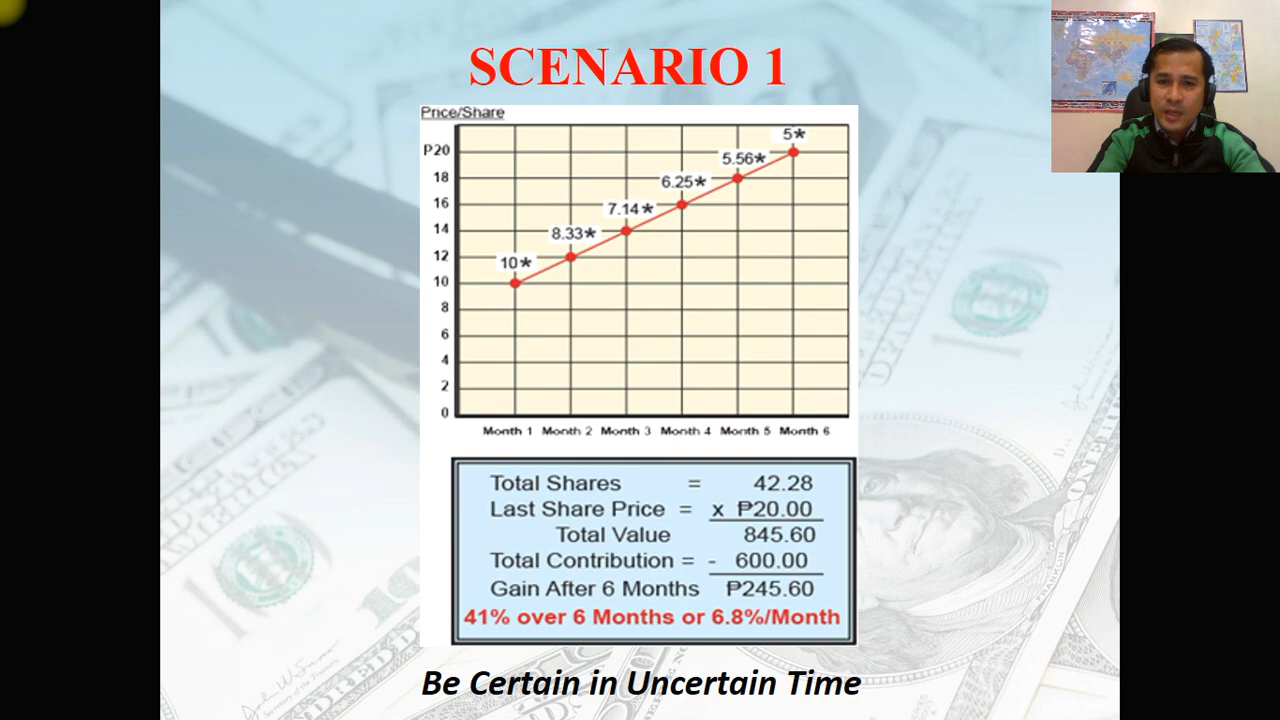 SCENARIO 1
Price/Share
5*
₱20
5.56*
18
6.25*
16
7.14*
14
8.33*
12
10*
10
8
6
4
2
0
Month 1 Month 2 Month 3 Month 4 Month 5 Month 6
Total Shares = 42.28
Last Share Price = x ₱20.00
Total Value 845.60
Total Contribution = - 600.00
Gain After 6 Months ₱245.60
41% over 6 Months or 6.8%/Month
Be Certain in Uncertain Time
FRANKLIN